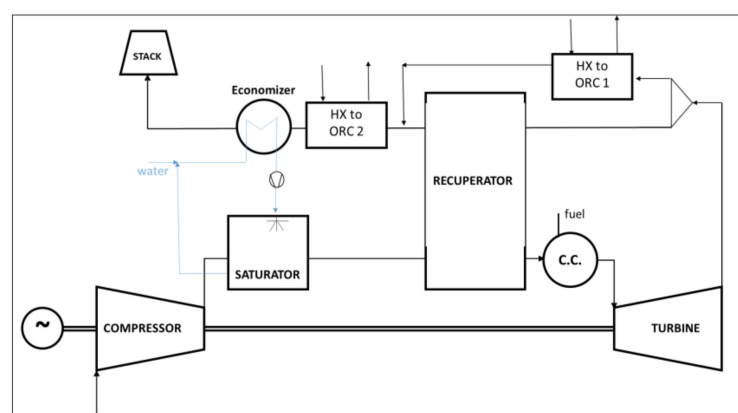 STACK
Economizer
HX to
ORC 2
HX to
ORC 1
water
RECUPERATOR
fuel
C.C.
SATURATOR
~
COMPRESSOR
TURBINE